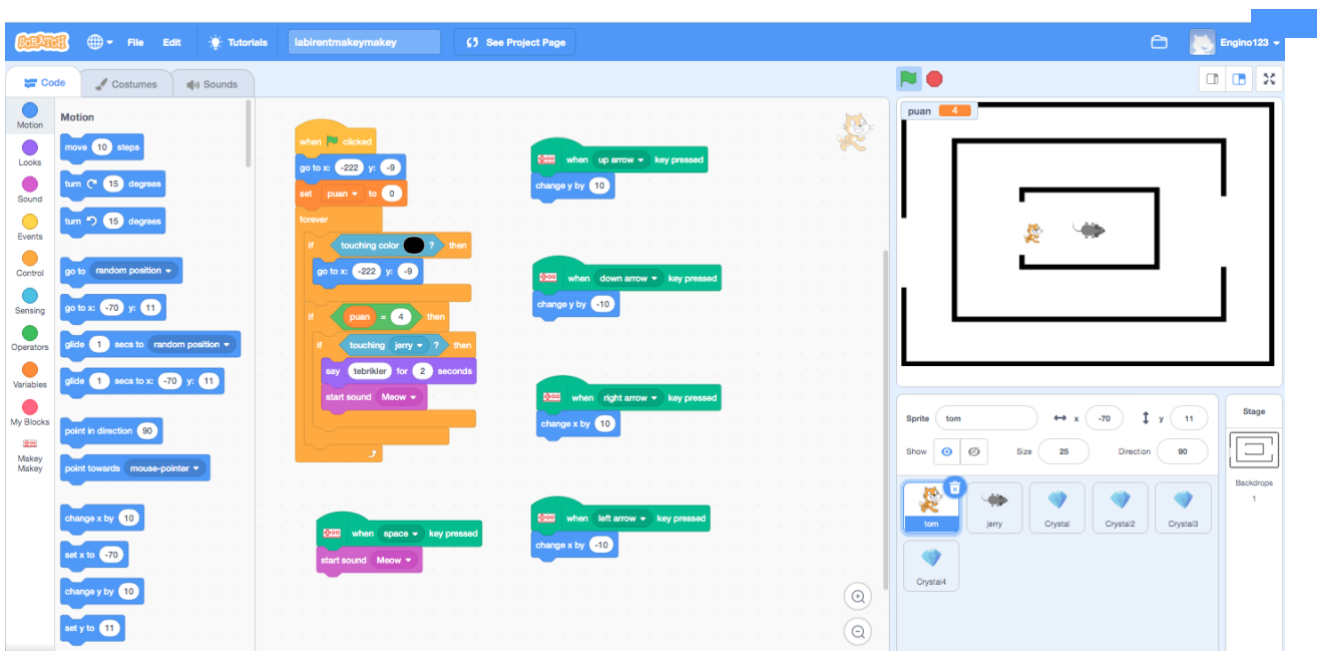 SCRATCH File Edit Tutorials labirentmakeymakey See Project Page Engino123
Code Costumes Sounds
Motion
Looks
Sound
Events
Control
Sensing
Operators
Variables
My Blocks
Makey
Makey
Motion
move 10 steps
turn 15 degrees
turn 15 degrees
go to random position
go to x: -70 y: 11
glide 1 secs to random position
glide 1 secs to x: -70 y: 11
point in direction 90
point towards mouse-pointer
change x by 10
set x to -70
change y by 10
set y to 11
when clicked
go to x: -222 y: -9
set puan to 0
forever
if touching color ? then
go to x: -222 y: -9
if puan = 4 then
if touching jerry ? then
say tebrikler for 2 seconds
start sound Meow
when space key pressed
start sound Meow
when up arrow key pressed
change y by 10
when down arrow key pressed
change y by -10
when right arrow key pressed
change x by 10
when left arrow key pressed
change x by -10
puan 4
Sprite tom x -70 y 11
Show Size 25 Direction 90
tom
jerry
Crystal
Crystal2
Crystal3
Crystal4
Stage
Backdrops
1